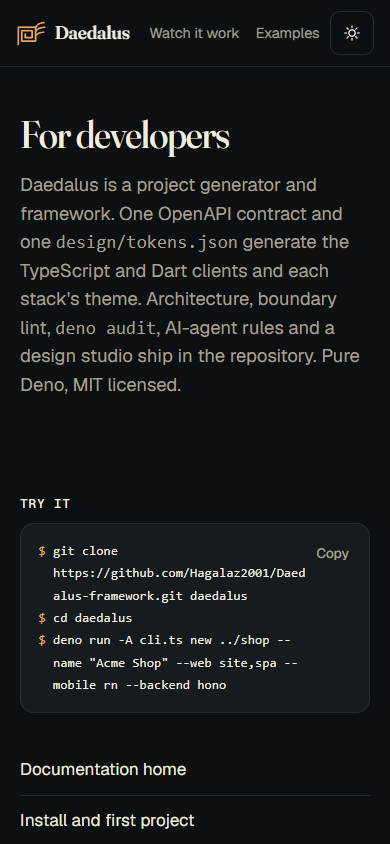 Daedalus Watch it work Examples
For developers
Daedalus is a project generator and
framework. One OpenAPI contract and
one design/tokens.json generate the
TypeScript and Dart clients and each
stack's theme. Architecture, boundary
lint, deno audit, AI-agent rules and a
design studio ship in the repository. Pure
Deno, MIT licensed.
TRY IT
Copy
$ git clone
https://github.com/Hagalaz2001/Daed
alus-framework.git daedalus
$ cd daedalus
$ deno run -A cli.ts new ../shop --
name "Acme Shop" --web site,spa --
mobile rn --backend hono
Documentation home
Install and first project